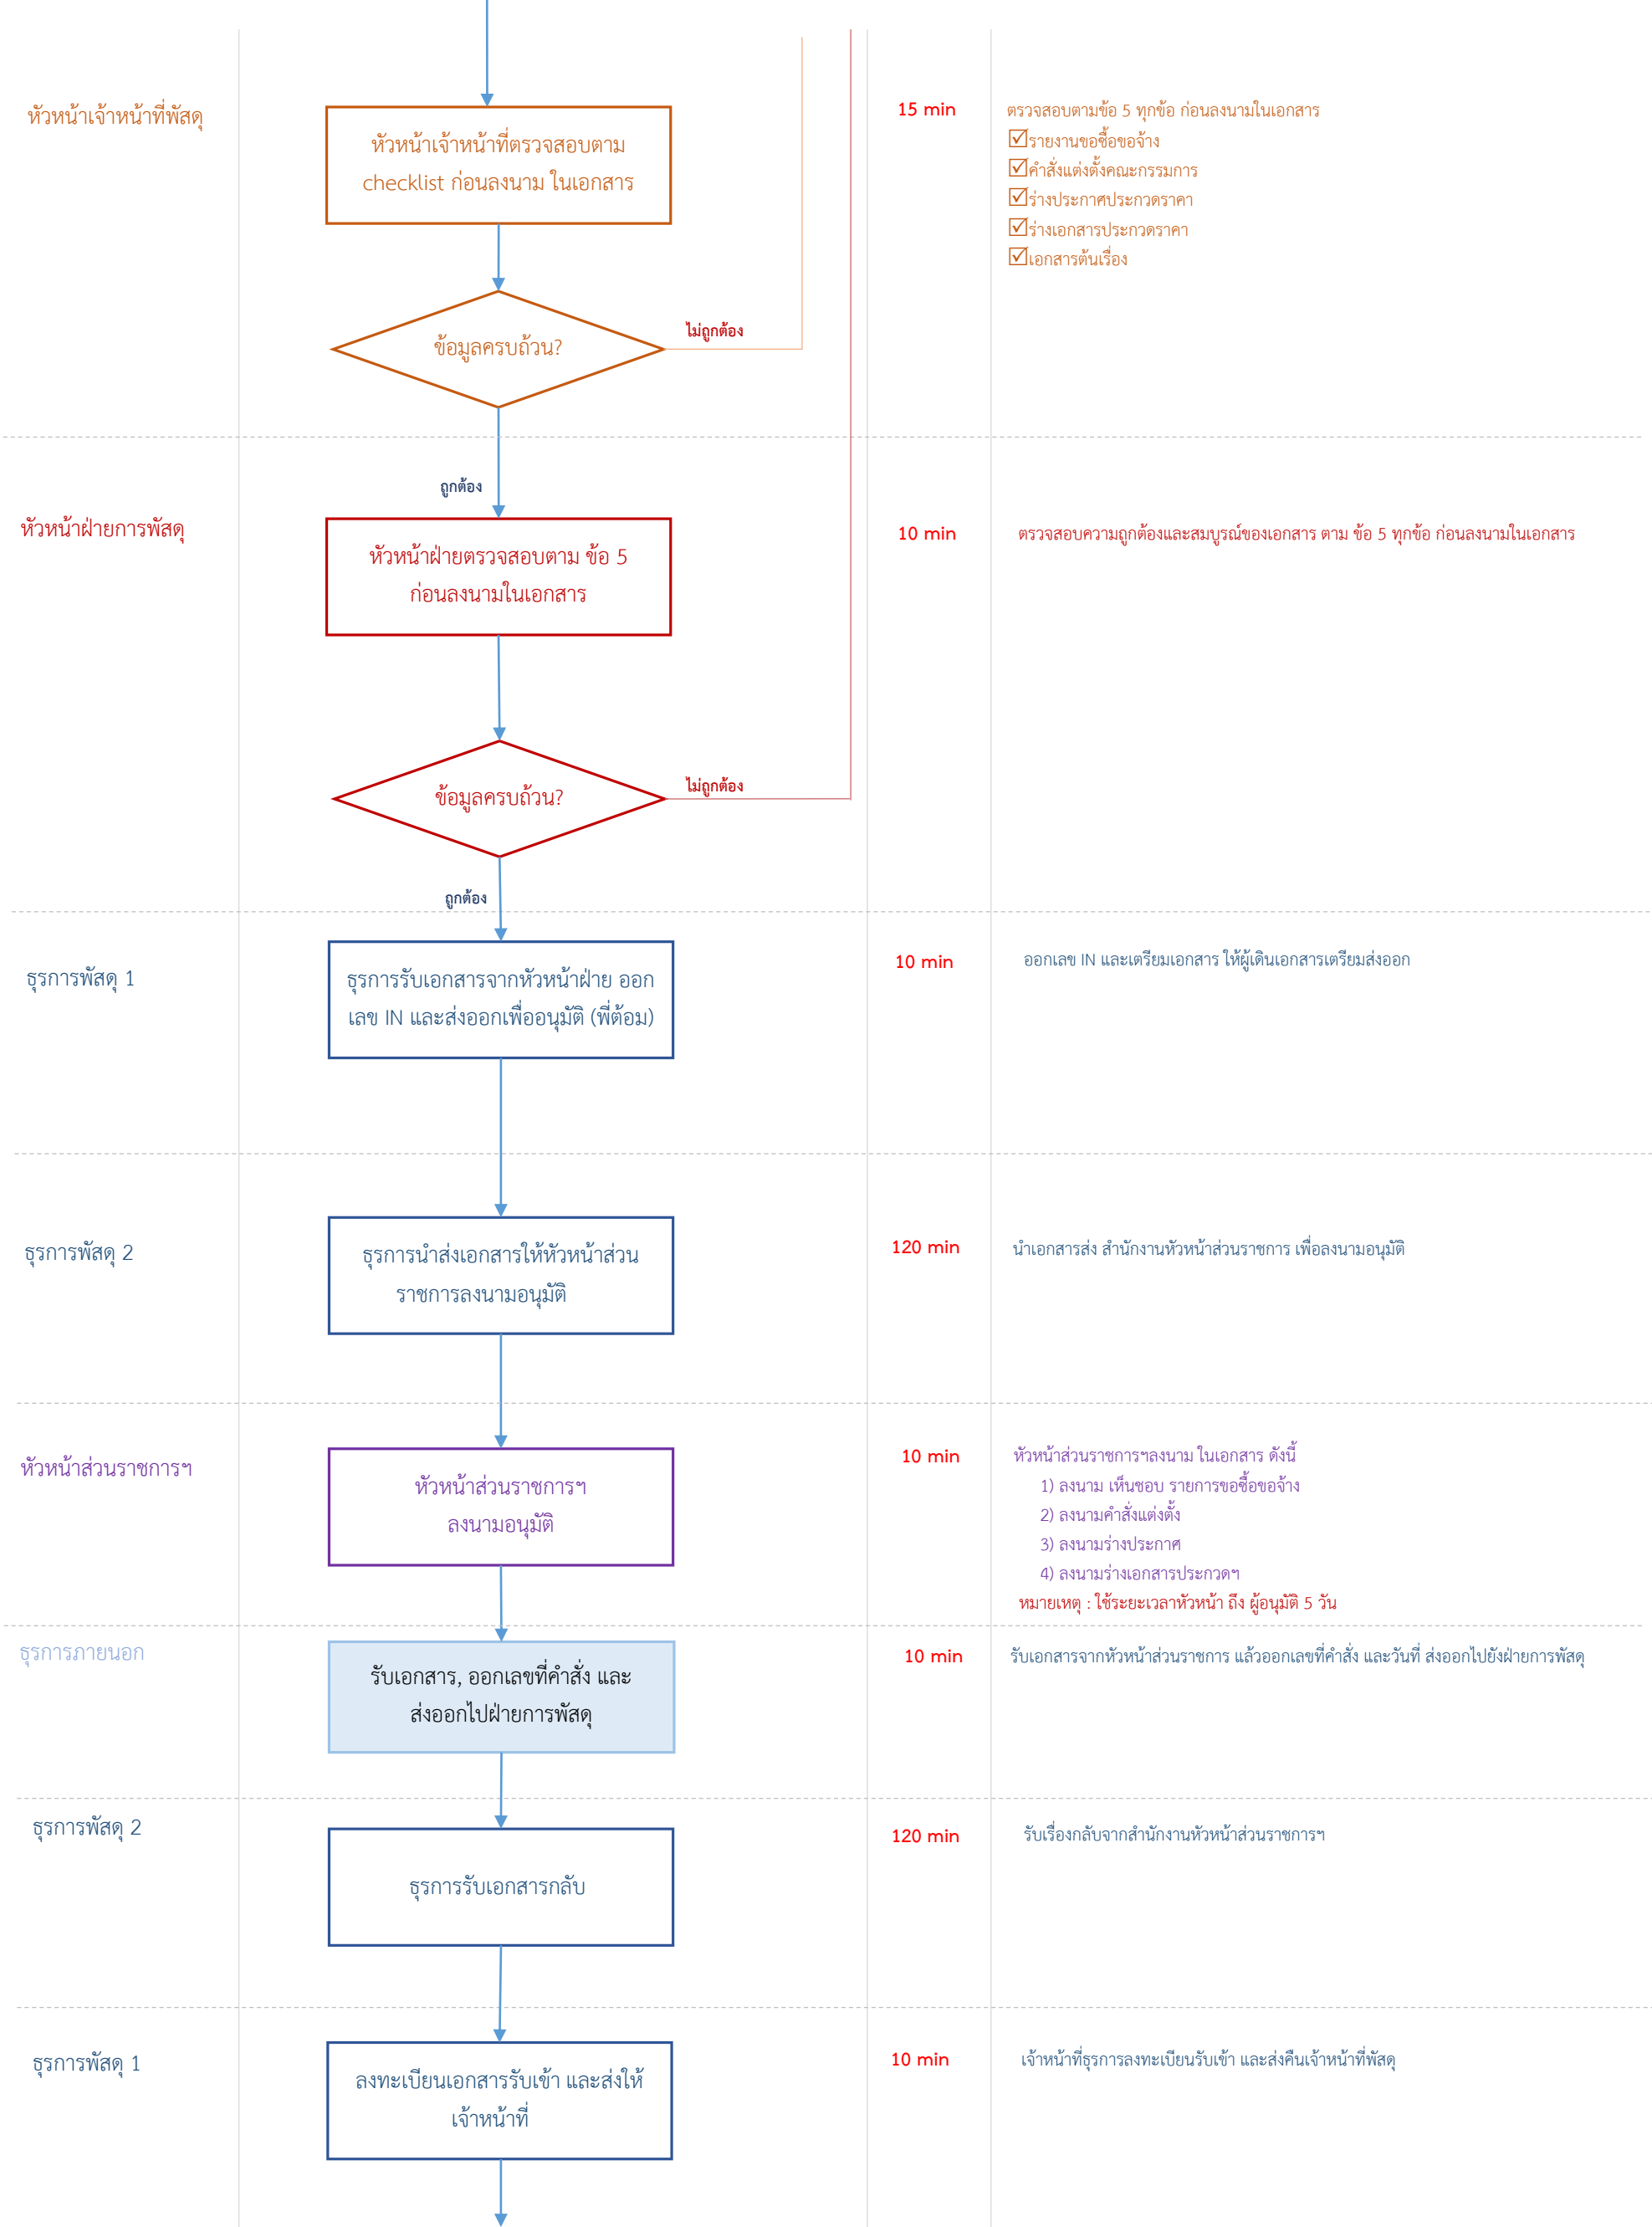 หัวหน้าเจ้าหน้าที่พัสดุ
หัวหน้าเจ้าหน้าที่ตรวจสอบตาม
checklist ก่อนลงนาม ในเอกสาร
15 min
ตรวจสอบตามข้อ 5 ทุกข้อ ก่อนลงนามในเอกสาร
☑รายงานขอซื้อขอจ้าง
☑คำสั่งแต่งตั้งคณะกรรมการ
☑ร่างประกาศประกวดราคา
☑ร่างเอกสารประกวดราคา
☑เอกสารต้นเรื่อง
ข้อมูลครบถ้วน?
ไม่ถูกต้อง
ถูกต้อง
หัวหน้าฝ่ายการพัสดุ
หัวหน้าฝ่ายตรวจสอบตาม ข้อ 5
ก่อนลงนามในเอกสาร
10 min
ตรวจสอบความถูกต้องและสมบูรณ์ของเอกสาร ตาม ข้อ 5 ทุกข้อ ก่อนลงนามในเอกสาร
ข้อมูลครบถ้วน?
ไม่ถูกต้อง
ถูกต้อง
ธุรการพัสดุ 1
ธุรการรับเอกสารจากหัวหน้าฝ่าย ออก
เลข IN และส่งออกเพื่ออนุมัติ (พี่ต้อม)
10 min
ออกเลข IN และเตรียมเอกสาร ให้ผู้เดินเอกสารเตรียมส่งออก
ธุรการพัสดุ 2
ธุรการนำส่งเอกสารให้หัวหน้าส่วน
ราชการลงนามอนุมัติ
120 min
นำเอกสารส่ง สำนักงานหัวหน้าส่วนราชการ เพื่อลงนามอนุมัติ
หัวหน้าส่วนราชการฯ
หัวหน้าส่วนราชการฯ
ลงนามอนุมัติ
10 min
หัวหน้าส่วนราชการฯลงนาม ในเอกสาร ดังนี้
1) ลงนาม เห็นชอบ รายการขอซื้อขอจ้าง
2) ลงนามคำสั่งแต่งตั้ง
3) ลงนามร่างประกาศ
4) ลงนามร่างเอกสารประกวดฯ
หมายเหตุ : ใช้ระยะเวลาหัวหน้า ถึง ผู้อนุมัติ 5 วัน
ธุรการภายนอก
รับเอกสาร, ออกเลขที่คำสั่ง และ
ส่งออกไปฝ่ายการพัสดุ
10 min
รับเอกสารจากหัวหน้าส่วนราชการ แล้วออกเลขที่คำสั่ง และวันที่ ส่งออกไปยังฝ่ายการพัสดุ
ธุรการพัสดุ 2
ธุรการรับเอกสารกลับ
120 min
รับเรื่องกลับจากสำนักงานหัวหน้าส่วนราชการฯ
ธุรการพัสดุ 1
ลงทะเบียนเอกสารรับเข้า และส่งให้
เจ้าหน้าที่
10 min
เจ้าหน้าที่ธุรการลงทะเบียนรับเข้า และส่งคืนเจ้าหน้าที่พัสดุ